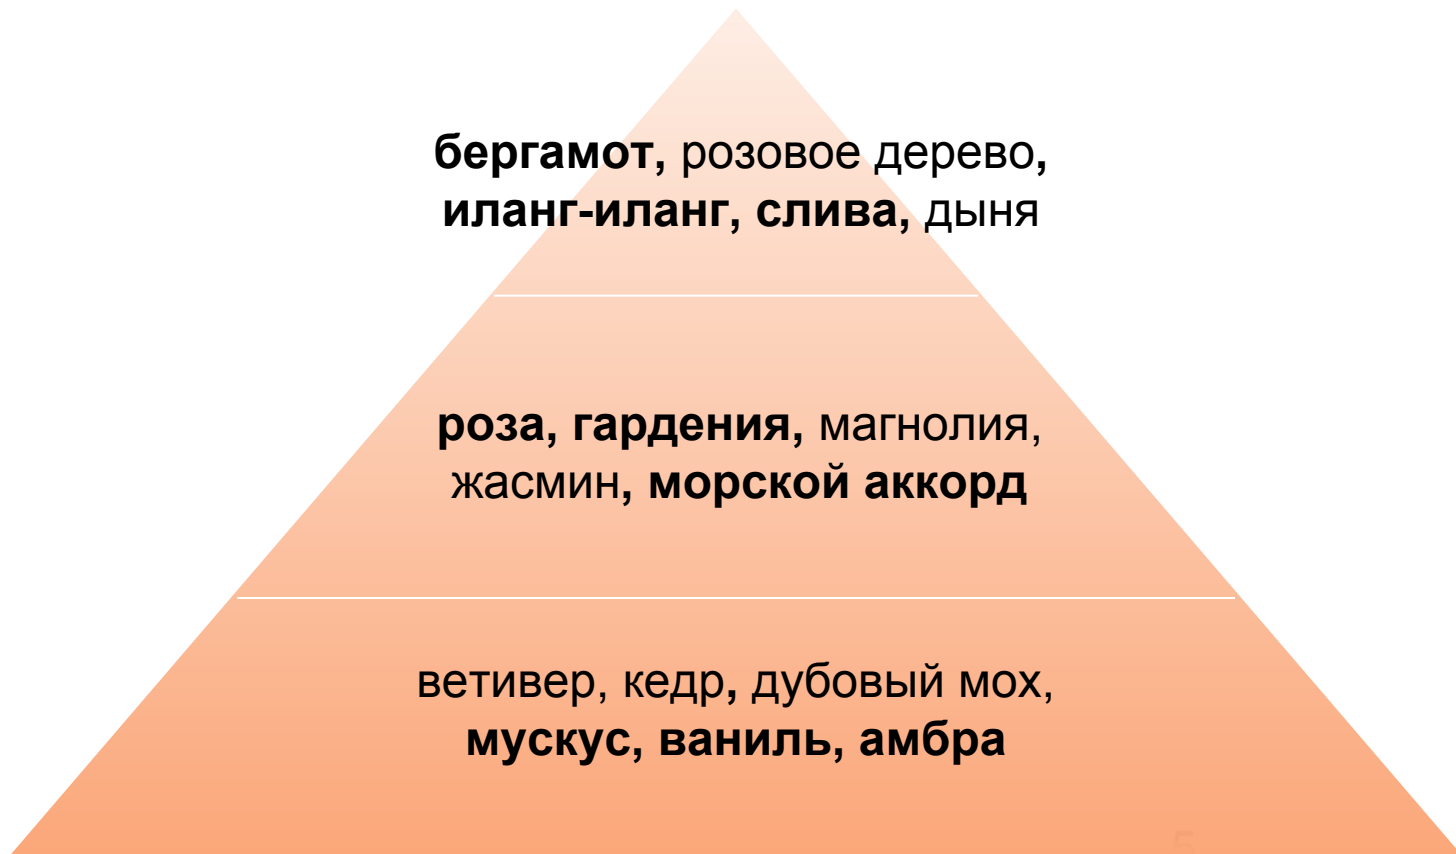 бергамот, розовое дерево,
иланг-иланг, слива, дыня
роза, гардения, магнолия,
жасмин, морской аккорд
ветивер, кедр, дубовый мох,
мускус, ваниль, амбра
5